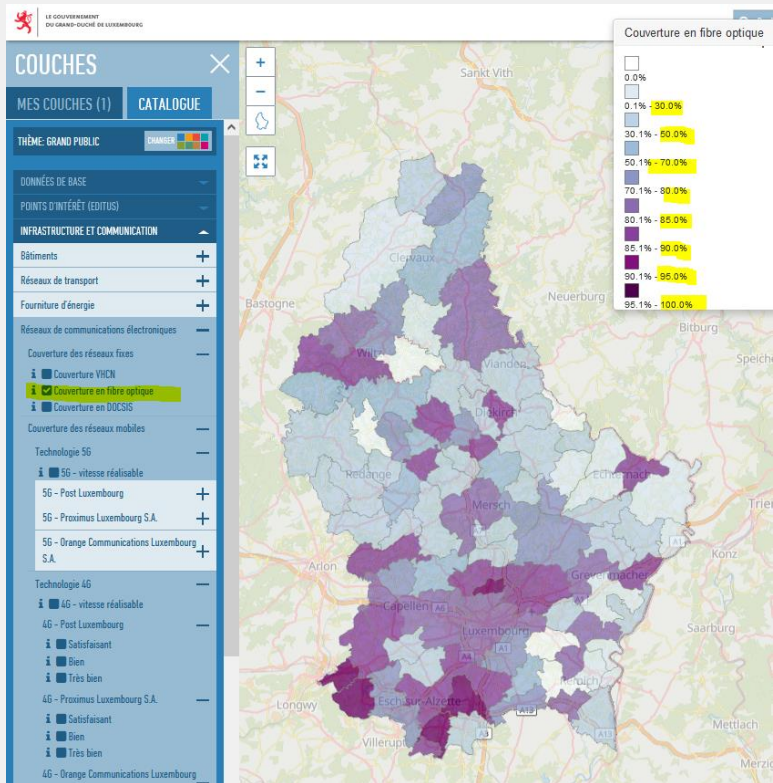 LE GOUVERNEMENT
DU GRAND-DUCHÉ DE LUXEMBOURG
COUCHES
MES COUCHES (1)
CATALOGUE
THÈME: GRAND PUBLIC
CHANGER
DONNÉES DE BASE
POINTS D'INTÉRÊT (EDITUS)
INFRASTRUCTURE ET COMMUNICATION
Bâtiments
Réseaux de transport
Fourniture d'énergie
Réseaux de communications électroniques
Couverture des réseaux fixes
i Couverture VHCN
i Couverture en fibre optique
i Couverture en DOCSIS
Couverture des réseaux mobiles
Technologie 5G
i 5G - vitesse réalisable
5G - Post Luxembourg
5G - Proximus Luxembourg S.A.
5G - Orange Communications Luxembourg
S.A.
Technologie 4G
i 4G - vitesse réalisable
4G - Post Luxembourg
i Satisfaisant
i Bien
i Très bien
4G - Proximus Luxembourg S.A.
i Satisfaisant
i Bien
i Très bien
4G - Orange Communications Luxembourg
Couverture en fibre optique
0.0%
0.1% - 30.0%
30.1% - 50.0%
50.1% - 70.0%
70.1% - 80.0%
80.1% - 85.0%
85.1% - 90.0%
90.1% - 95.0%
95.1% - 100.0%
Sankt Vith
Clervaux
Neuerburg
Bastogne
Bitburg
Wiltz
Vianden
Speiche
Diekirch
Redange
Echternach
Mersch
Trier
A1
Konz
Arlon
Grevenmacher
Capellen
A6
A1
Saarburg
Luxembourg
A4
A1
Remich
Longwy
Esch-sur-Alzette
A13
A3
A13
Villerupt
Mettlach
Merzig